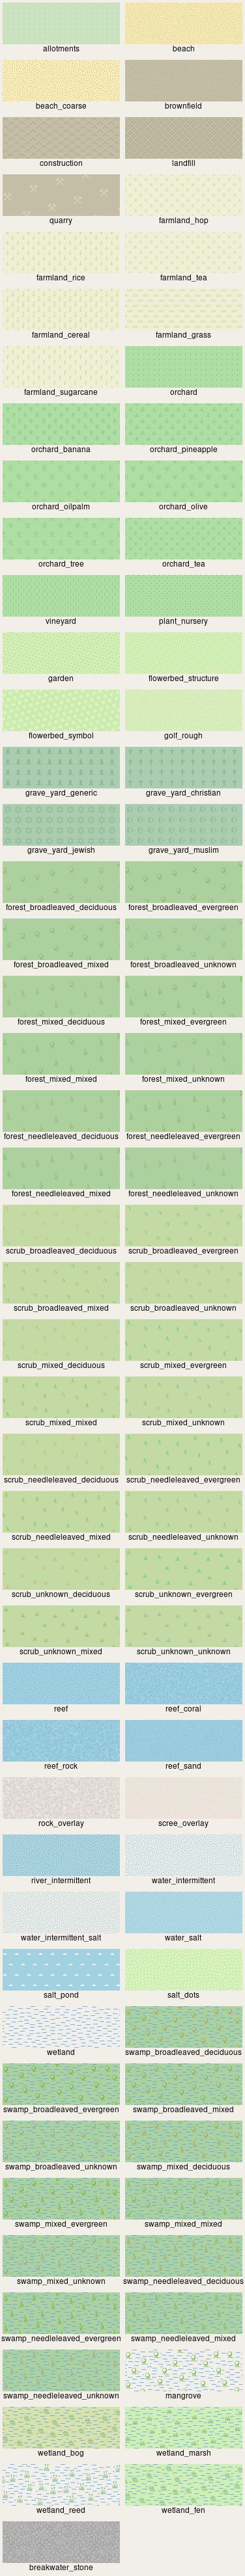 allotments
beach
beach_coarse
brownfield
construction
landfill
quarry
farmland_hop
farmland_rice
farmland_tea
farmland_cereal
farmland_grass
farmland_sugarcane
orchard
orchard_banana
orchard_pineapple
orchard_oilpalm
orchard_olive
orchard_tree
orchard_tea
vineyard
plant_nursery
garden
flowerbed_structure
flowerbed_symbol
golf_rough
grave_yard_generic
grave_yard_christian
grave_yard_jewish
grave_yard_muslim
forest_broadleaved_deciduous
forest_broadleaved_evergreen
forest_broadleaved_mixed
forest_broadleaved_unknown
forest_mixed_deciduous
forest_mixed_evergreen
forest_mixed_mixed
forest_mixed_unknown
forest_needleleaved_deciduous
forest_needleleaved_evergreen
forest_needleleaved_mixed
forest_needleleaved_unknown
scrub_broadleaved_deciduous
scrub_broadleaved_evergreen
scrub_broadleaved_mixed
scrub_broadleaved_unknown
scrub_mixed_deciduous
scrub_mixed_evergreen
scrub_mixed_mixed
scrub_mixed_unknown
scrub_needleleaved_deciduous
scrub_needleleaved_evergreen
scrub_needleleaved_mixed
scrub_needleleaved_unknown
scrub_unknown_deciduous
scrub_unknown_evergreen
scrub_unknown_mixed
scrub_unknown_unknown
reef
reef_coral
reef_rock
reef_sand
rock_overlay
scree_overlay
river_intermittent
water_intermittent
water_intermittent_salt
water_salt
salt_pond
salt_dots
wetland
swamp_broadleaved_deciduous
swamp_broadleaved_evergreen
swamp_broadleaved_mixed
swamp_broadleaved_unknown
swamp_mixed_deciduous
swamp_mixed_evergreen
swamp_mixed_mixed
swamp_mixed_unknown
swamp_needleleaved_deciduous
swamp_needleleaved_evergreen
swamp_needleleaved_mixed
swamp_needleleaved_unknown
mangrove
wetland_bog
wetland_marsh
wetland_reed
wetland_fen
breakwater_stone